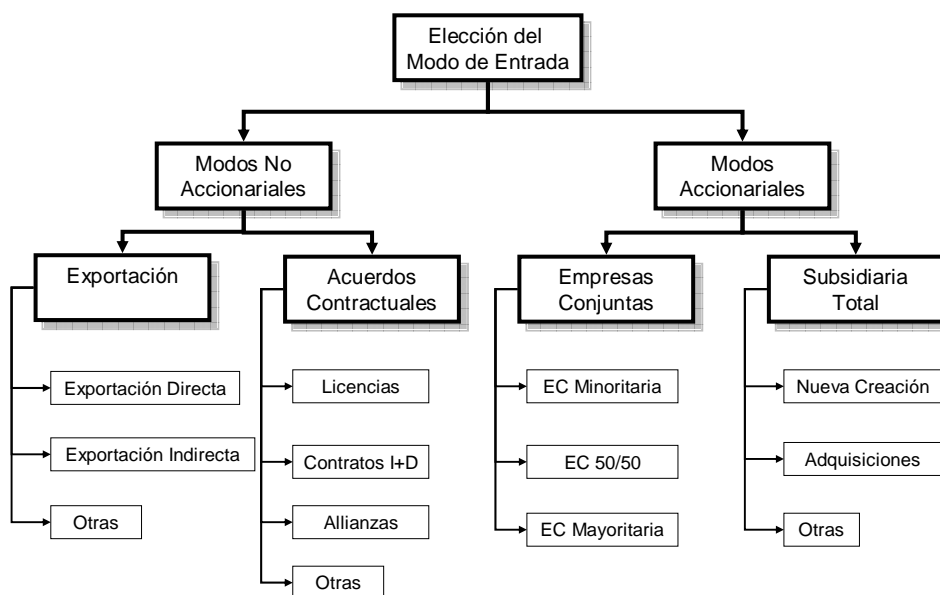 Elección del
Modo de Entrada
Modos No
Accionariales
Modos
Accionariales
Exportación
Acuerdos
Contractuales
Empresas
Conjuntas
Subsidiaria
Total
Exportación Directa
Exportación Indirecta
Otras
Licencias
Contratos I+D
Allianzas
Otras
EC Minoritaria
EC 50/50
EC Mayoritaria
Nueva Creación
Adquisiciones
Otras